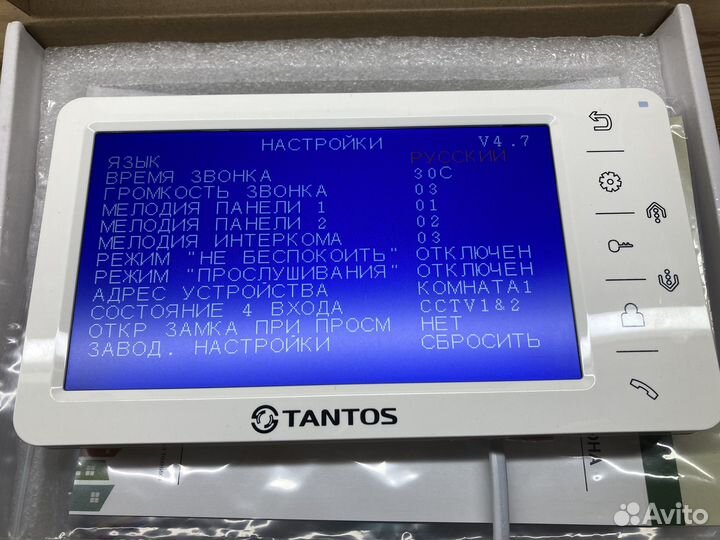 НАСТРОЙКИ V4.7
ЯЗЫК РУССКИЙ
ВРЕМЯ ЗВОНКА 30С
ГРОМКОСТЬ ЗВОНКА 03
МЕЛОДИЯ ПАНЕЛИ 1 01
МЕЛОДИЯ ПАНЕЛИ 2 02
МЕЛОДИЯ ИНТЕРКОМА 03
РЕЖИМ "НЕ БЕСПОКОИТЬ" ОТКЛЮЧЕН
РЕЖИМ "ПРОСЛУШИВАНИЯ" ОТКЛЮЧЕН
АДРЕС УСТРОЙСТВА КОМНАТА1
СОСТОЯНИЕ 4 ВХОДА CCTV1&2
ОТКР ЗАМКА ПРИ ПРОСМ НЕТ
ЗАВОД. НАСТРОЙКИ СБРОСИТЬ
TANTOS
ОНА
Avito